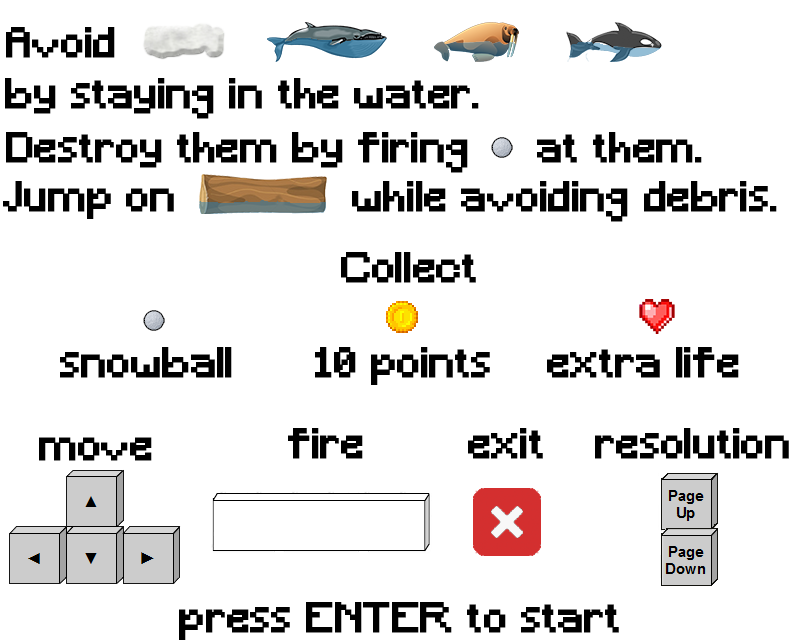 Avoid
by staying in the water.
Destroy them by firing at them.
Jump on while avoiding debris.
Collect
snowball 10 points extra life
move fire exit resolution
▲
◄ ▼ ►
Page Up
Page Down
press ENTER to start